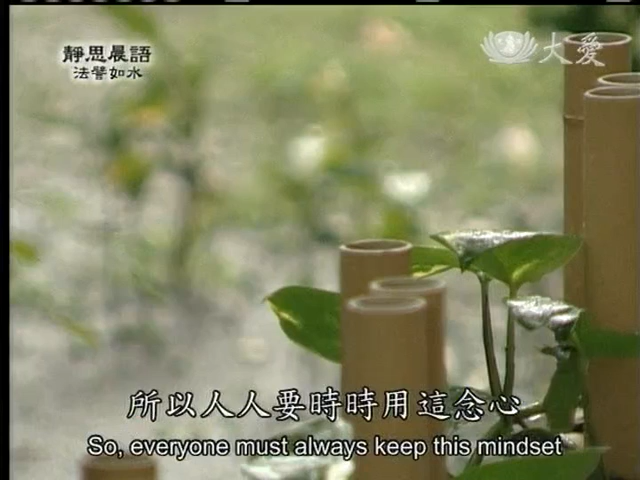 靜思晨語
法譬如水
大愛
所以人人要時時用這念心
So, everyone must always keep this mindset